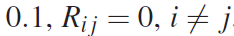 0.1, R_{ij} = 0, i ≠ j.